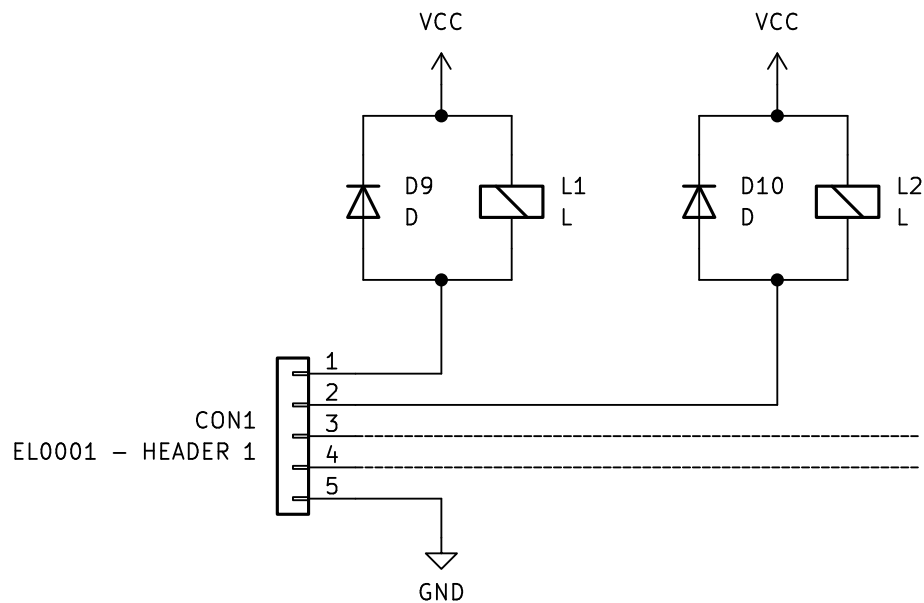 VCC
VCC
D9
D
L1
L
D10
D
L2
L
1
2
3
4
5
CON1
EL0001 – HEADER 1
GND